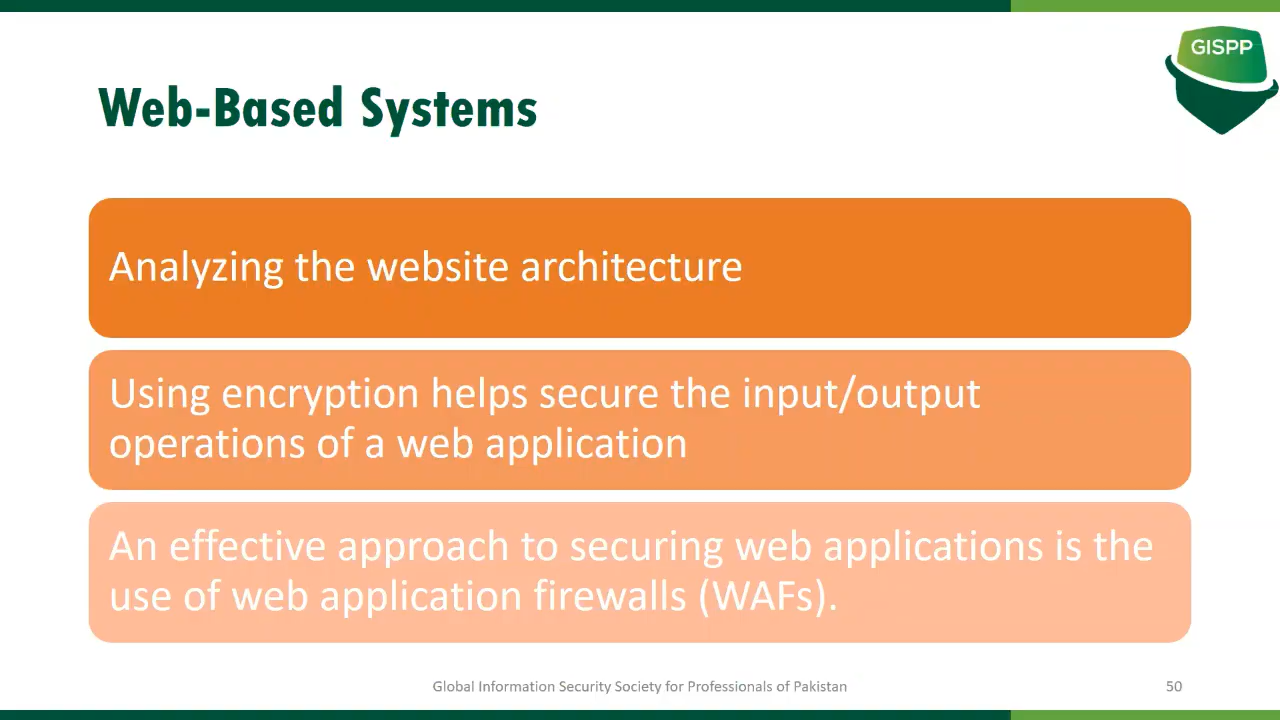 GISPP
Web-Based Systems
Analyzing the website architecture
Using encryption helps secure the input/output
operations of a web application
An effective approach to securing web applications is the
use of web application firewalls (WAFs).
Global Information Security Society for Professionals of Pakistan
50